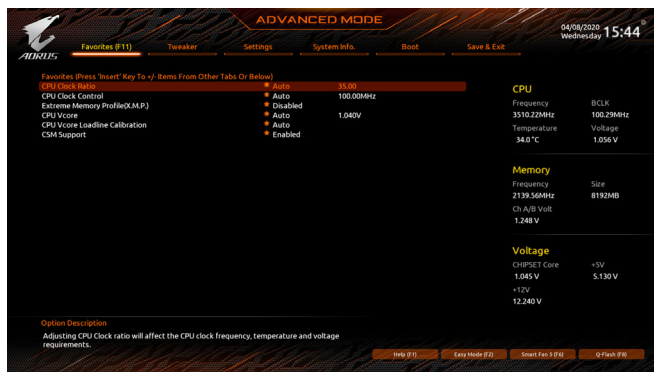 ADVANCED MODE
04/08/2020 Wednesday 15:44
AORUS
Favorites (F11) Tweaker Settings System Info. Boot Save & Exit
Favorites (Press 'Insert' Key To +/- Items From Other Tabs Or Below)
CPU Clock Ratio Auto 35.00
CPU Clock Control Auto 100.00MHz
Extreme Memory Profile(X.M.P.) Disabled
CPU Vcore Auto 1.040V
CPU Vcore Loadline Calibration Auto
CSM Support Enabled
CPU
Frequency BCLK
3510.22MHz 100.29MHz
Temperature Voltage
34.0 °C 1.056 V
Memory
Frequency Size
2139.56MHz 8192MB
Ch A/B Volt
1.248 V
Voltage
CHIPSET Core +5V
1.045 V 5.130 V
+12V
12.240 V
Option Description
Adjusting CPU Clock ratio will affect the CPU clock frequency, temperature and voltage
requirements.
Help (F1) Easy Mode (F2) Smart Fan 5 (F6) Q-Flash (F8)